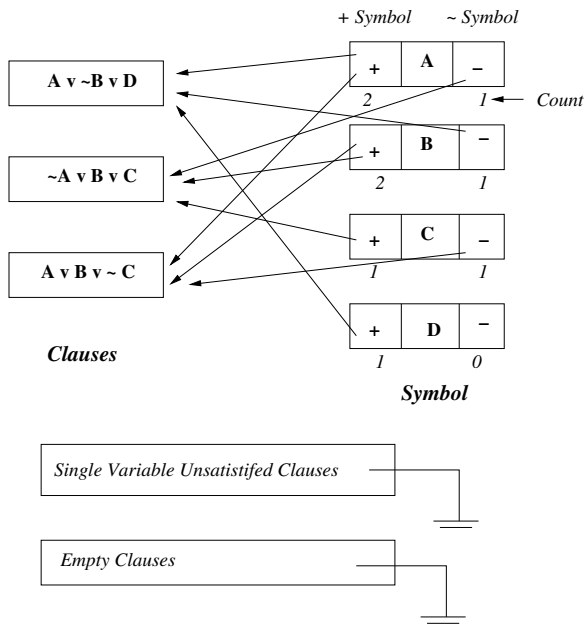 + Symbol ~ Symbol
+ A −
2 1 Count
A v ~B v D
+ B −
2 1
~A v B v C
+ C −
1 1
A v B v ~ C
+ D −
1 0
Clauses
Symbol
Single Variable Unsatistifed Clauses
Empty Clauses